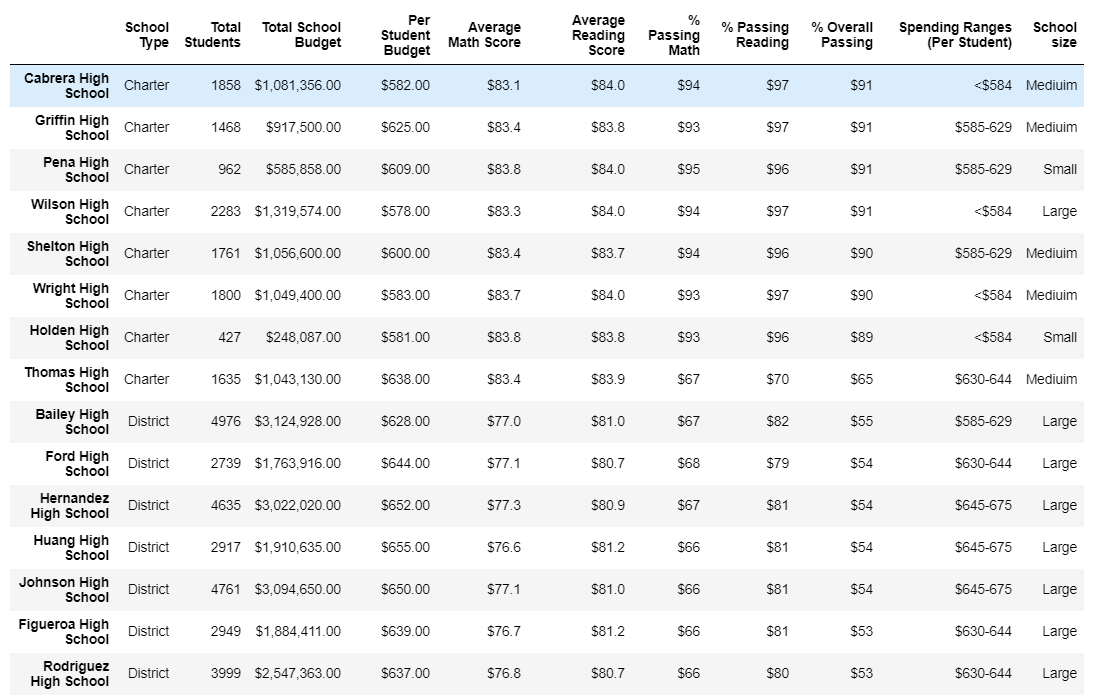 School Type Total Students Total School Budget Per Student Budget Average Math Score Average Reading Score % Passing Math % Passing Reading % Overall Passing Spending Ranges (Per Student) School size
Cabrera High School Charter 1858 $1,081,356.00 $582.00 $83.1 $84.0 $94 $97 $91 <$584 Mediuim
Griffin High School Charter 1468 $917,500.00 $625.00 $83.4 $83.8 $93 $97 $91 $585-629 Mediuim
Pena High School Charter 962 $585,858.00 $609.00 $83.8 $84.0 $95 $96 $91 $585-629 Small
Wilson High School Charter 2283 $1,319,574.00 $578.00 $83.3 $84.0 $94 $97 $91 <$584 Large
Shelton High School Charter 1761 $1,056,600.00 $600.00 $83.4 $83.7 $94 $96 $90 $585-629 Mediuim
Wright High School Charter 1800 $1,049,400.00 $583.00 $83.7 $84.0 $93 $97 $90 <$584 Mediuim
Holden High School Charter 427 $248,087.00 $581.00 $83.8 $83.8 $93 $96 $89 <$584 Small
Thomas High School Charter 1635 $1,043,130.00 $638.00 $83.4 $83.9 $67 $70 $65 $630-644 Mediuim
Bailey High School District 4976 $3,124,928.00 $628.00 $77.0 $81.0 $67 $82 $55 $585-629 Large
Ford High School District 2739 $1,763,916.00 $644.00 $77.1 $80.7 $68 $79 $54 $630-644 Large
Hernandez High School District 4635 $3,022,020.00 $652.00 $77.3 $80.9 $67 $81 $54 $645-675 Large
Huang High School District 2917 $1,910,635.00 $655.00 $76.6 $81.2 $66 $81 $54 $645-675 Large
Johnson High School District 4761 $3,094,650.00 $650.00 $77.1 $81.0 $66 $81 $54 $645-675 Large
Figueroa High School District 2949 $1,884,411.00 $639.00 $76.7 $81.2 $66 $81 $53 $630-644 Large
Rodriguez High School District 3999 $2,547,363.00 $637.00 $76.8 $80.7 $66 $80 $53 $630-644 Large